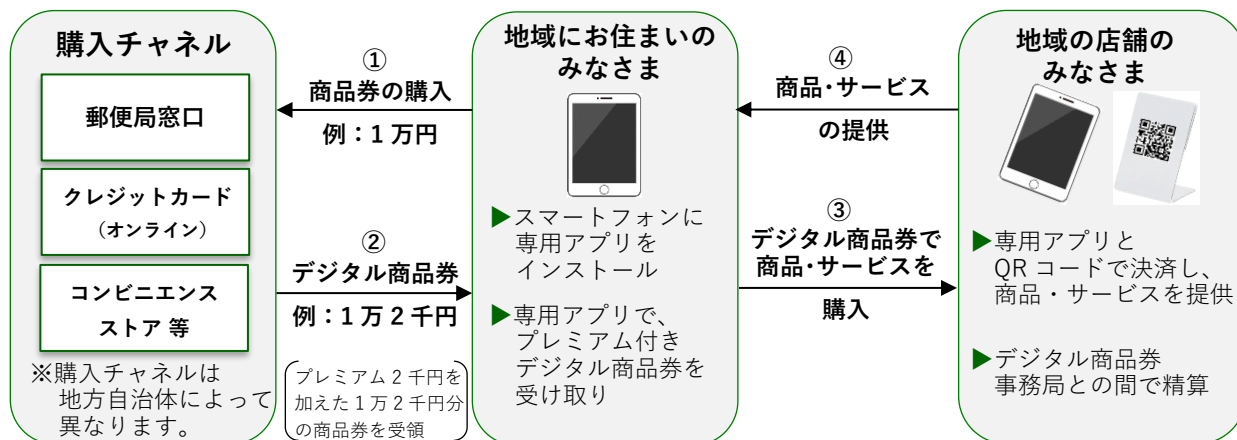 購入チャネル
郵便局窓口
クレジットカード
（オンライン）
コンビニエンス
ストア 等
※購入チャネルは
地方自治体によって
異なります。
①
商品券の購入
例：1万円
②
デジタル商品券
例：1万2千円
プレミアム2千円を
加えた1万2千円分
の商品券を受領
地域にお住まいの
みなさま
▶スマートフォンに
専用アプリを
インストール
▶専用アプリで、
プレミアム付き
デジタル商品券を
受け取り
④
商品・サービス
の提供
③
デジタル商品券で
商品・サービスを
購入
地域の店舗の
みなさま
▶専用アプリと
QRコードで決済し、
商品・サービスを提供
▶デジタル商品券
事務局との間で精算